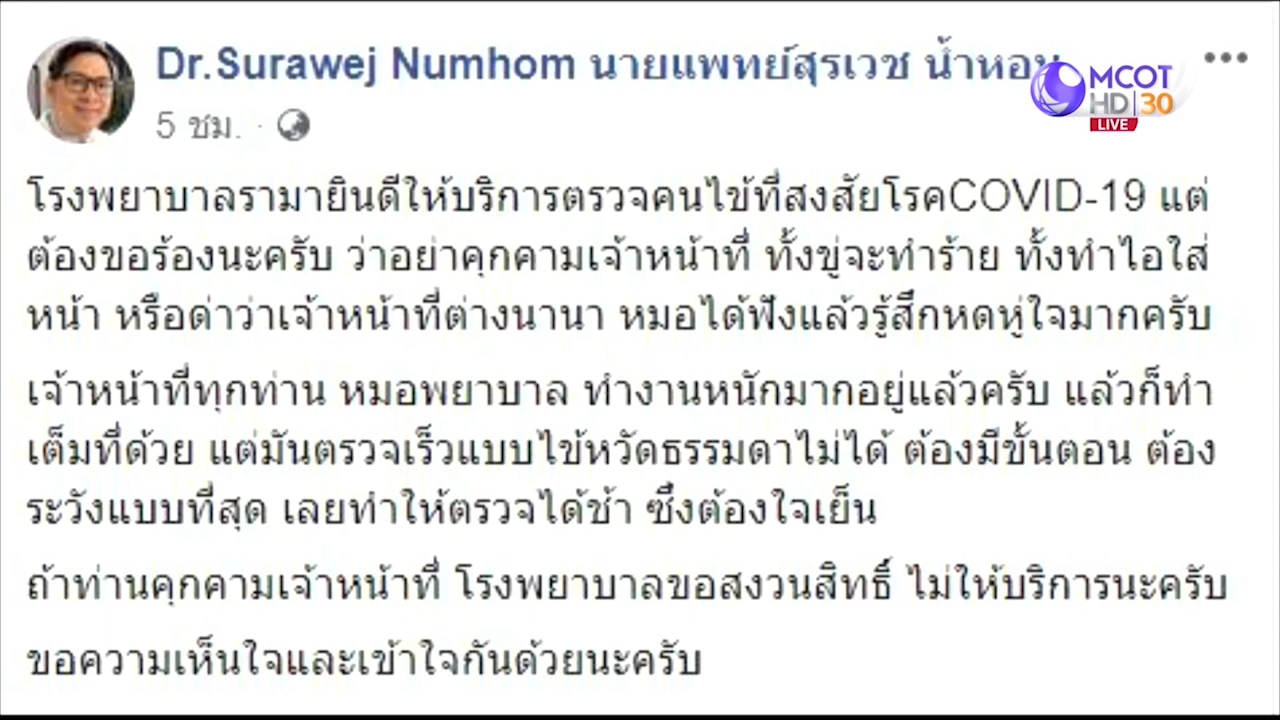 Dr.Surawej Numhom นายแพทย์สุรเวช น้ำหอม
5 ชม.
MCOT
HD 30
LIVE
โรงพยาบาลรามายินดีให้บริการตรวจคนไข้ที่สงสัยโรคCOVID-19 แต่
ต้องขอร้องนะครับ ว่าอย่าคุกคามเจ้าหน้าที่ ทั้งขู่จะทำร้าย ทั้งทำไอใส่
หน้า หรือด่าว่าเจ้าหน้าที่ต่างนานา หมอได้ฟังแล้วรู้สึกหดหู่ใจมากครับ
เจ้าหน้าที่ทุกท่าน หมอพยาบาล ทำงานหนักมากอยู่แล้วครับ แล้วก็ทำ
เต็มที่ด้วย แต่มันตรวจเร็วแบบไข้หวัดธรรมดาไม่ได้ ต้องมีขั้นตอน ต้อง
ระวังแบบที่สุด เลยทำให้ตรวจได้ช้า ซึ่งต้องใจเย็น
ถ้าท่านคุกคามเจ้าหน้าที่ โรงพยาบาลขอสงวนสิทธิ์ ไม่ให้บริการนะครับ
ขอความเห็นใจและเข้าใจกันด้วยนะครับ